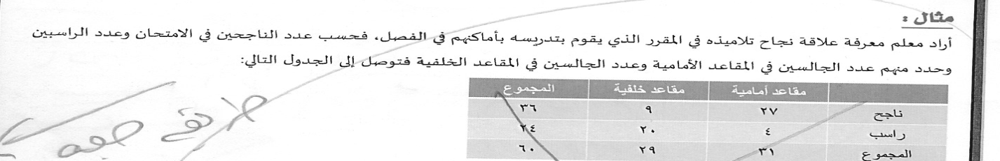 مثال :
أراد معلم معرفة علاقة نجاح تلاميذه في المقرر الذي يقوم بتدريسه بأماكنهم في الفصل، فحسب عدد الناجحين في الامتحان وعدد الراسبين
وحدد منهم عدد الجالسين في المقاعد الأمامية وعدد الجالسين في المقاعد الخلفية فتوصل إلى الجدول التالي:
مقاعد أمامية مقاعد خلفية المجموع
ناجح ٢٧ ٩ ٣٦
راسب ٤ ٢٠ ٢٤
المجموع ٣١ ٢٩ ٦٠